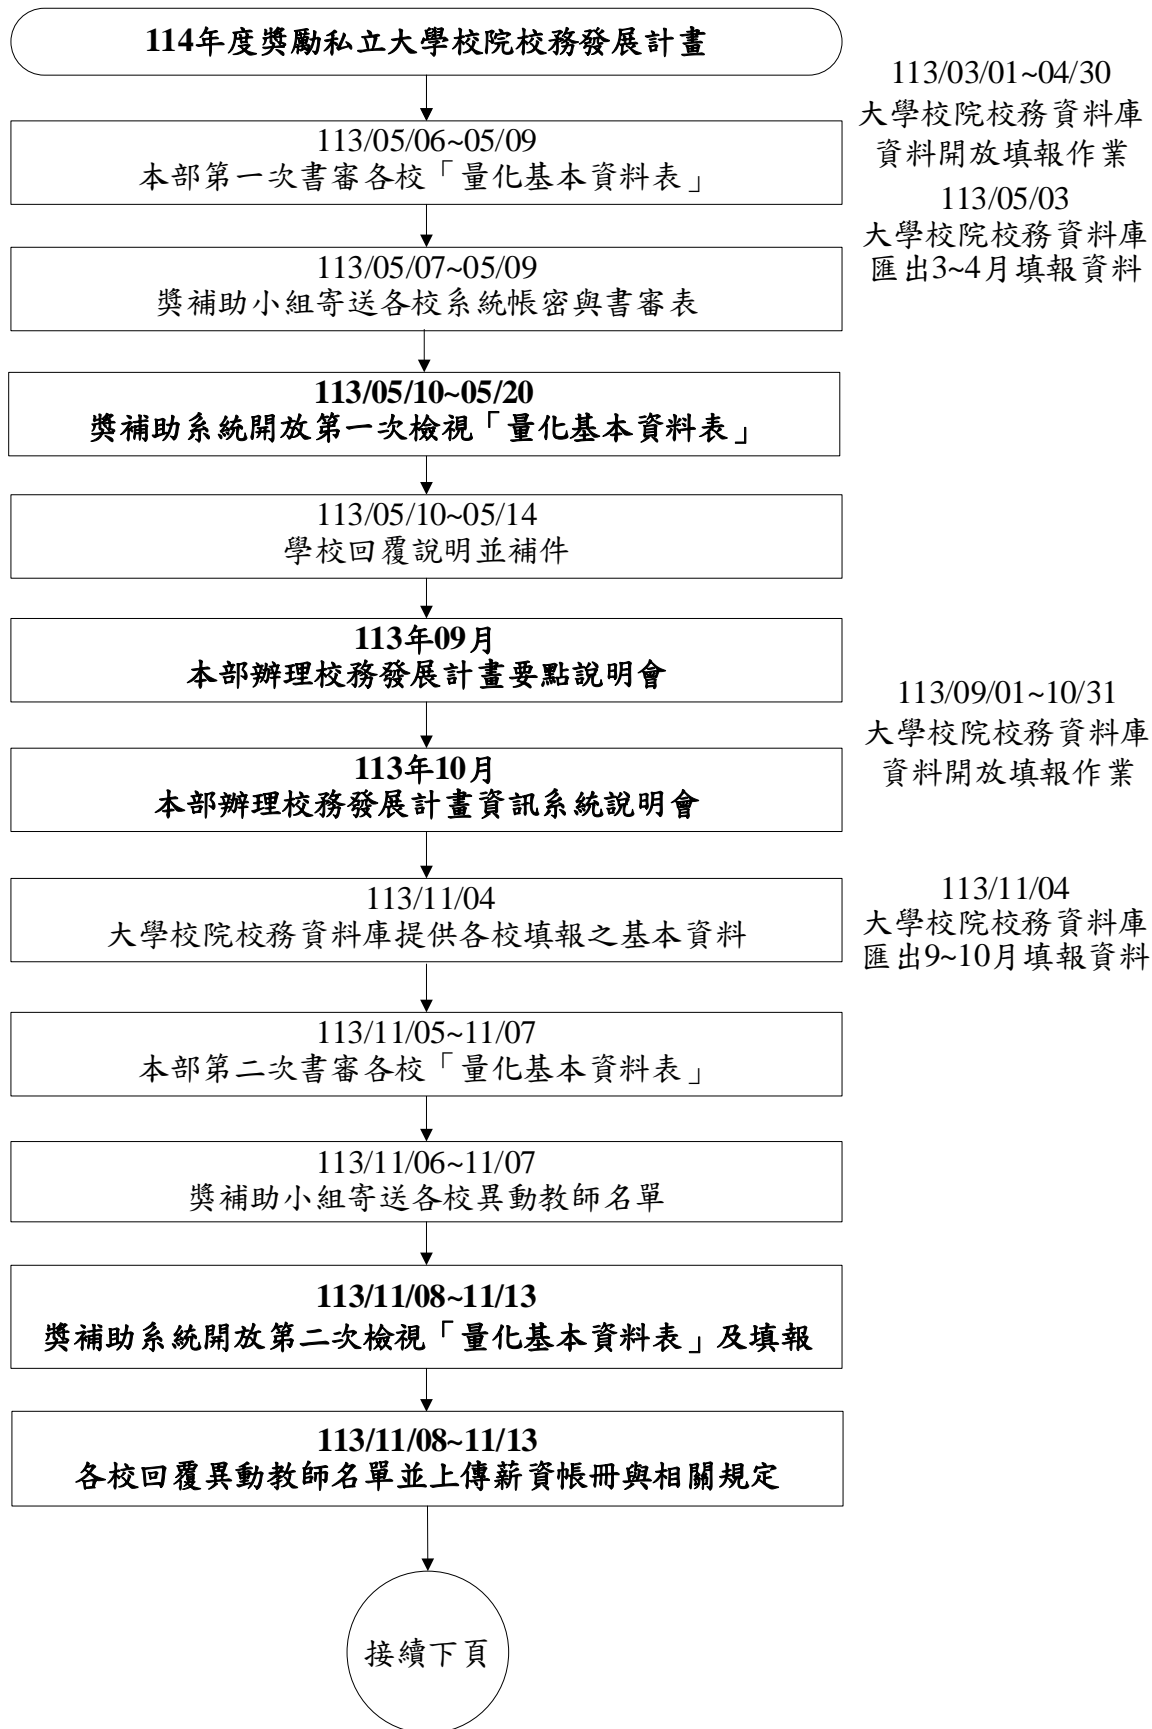 114年度獎勵私立大學校院校務發展計畫
113/03/01~04/30
大學校院校務資料庫
資料開放填報作業
113/05/03
大學校院校務資料庫
匯出3~4月填報資料
113/05/06~05/09
本部第一次書審各校「量化基本資料表」
113/05/07~05/09
獎補助小組寄送各校系統帳密與書審表
113/05/10~05/20
獎補助系統開放第一次檢視「量化基本資料表」
113/05/10~05/14
學校回覆說明並補件
113年09月
本部辦理校務發展計畫要點說明會
113/09/01~10/31
大學校院校務資料庫
資料開放填報作業
113年10月
本部辦理校務發展計畫資訊系統說明會
113/11/04
大學校院校務資料庫提供各校填報之基本資料
113/11/04
大學校院校務資料庫
匯出9~10月填報資料
113/11/05~11/07
本部第二次書審各校「量化基本資料表」
113/11/06~11/07
獎補助小組寄送各校異動教師名單
113/11/08~11/13
獎補助系統開放第二次檢視「量化基本資料表」及填報
113/11/08~11/13
各校回覆異動教師名單並上傳薪資帳冊與相關規定
接續下頁